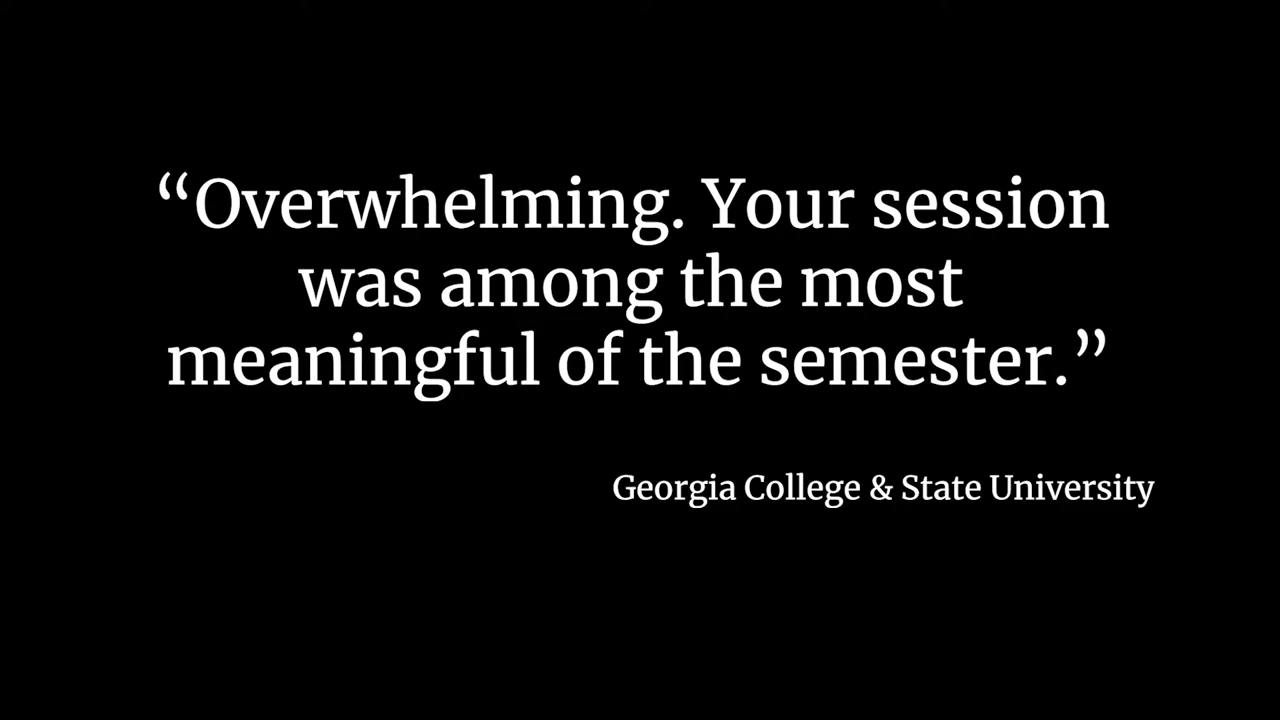 “Overwhelming. Your session
was among the most
meaningful of the semester.”
Georgia College & State University